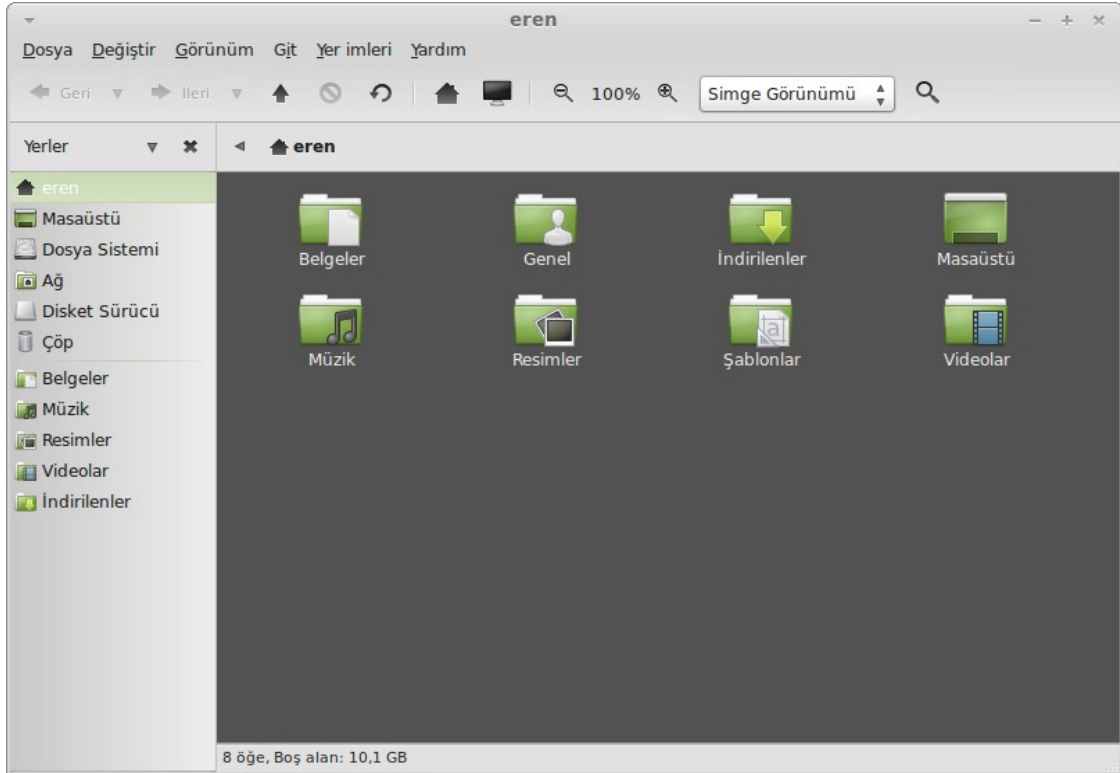 eren
Dosya Değiştir Görünüm Git Yer imleri Yardım
Geri İleri 100% Simge Görünümü
Yerler eren
eren
Masaüstü
Dosya Sistemi
Ağ
Disket Sürücü
Çöp
Belgeler
Müzik
Resimler
Videolar
İndirilenler
Belgeler Genel İndirilenler Masaüstü
Müzik Resimler Şablonlar Videolar
8 öğe, Boş alan: 10,1 GB